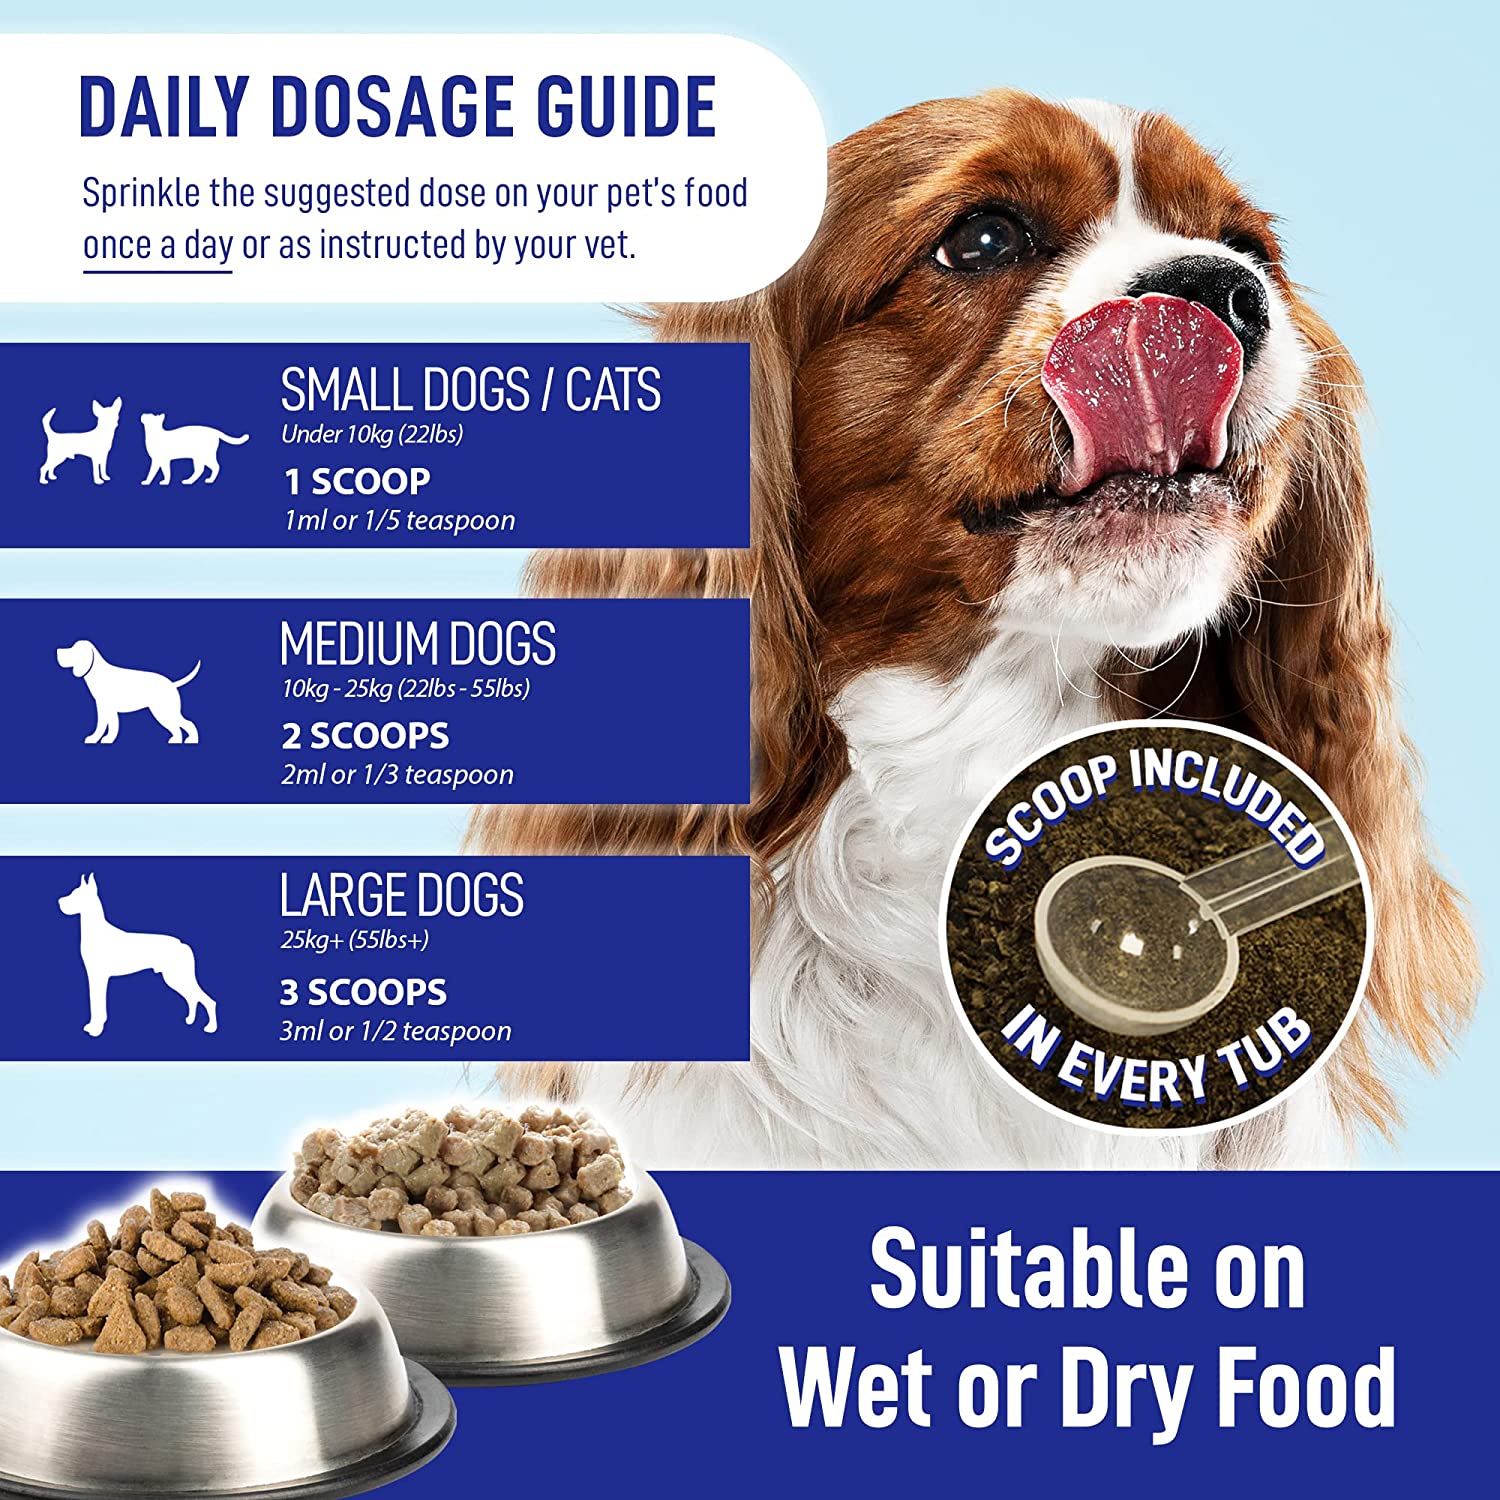 DAILY DOSAGE GUIDE
Sprinkle the suggested dose on your pet's food
once a day or as instructed by your vet.
SMALL DOGS / CATS
Under 10kg (22lbs)
1 SCOOP
1ml or 1/5 teaspoon
MEDIUM DOGS
10kg - 25kg (22lbs - 55lbs)
2 SCOOPS
2ml or 1/3 teaspoon
LARGE DOGS
25kg+ (55lbs+)
3 SCOOPS
3ml or 1/2 teaspoon
SCOOP INCLUDED
IN EVERY TUB
Suitable on
Wet or Dry Food